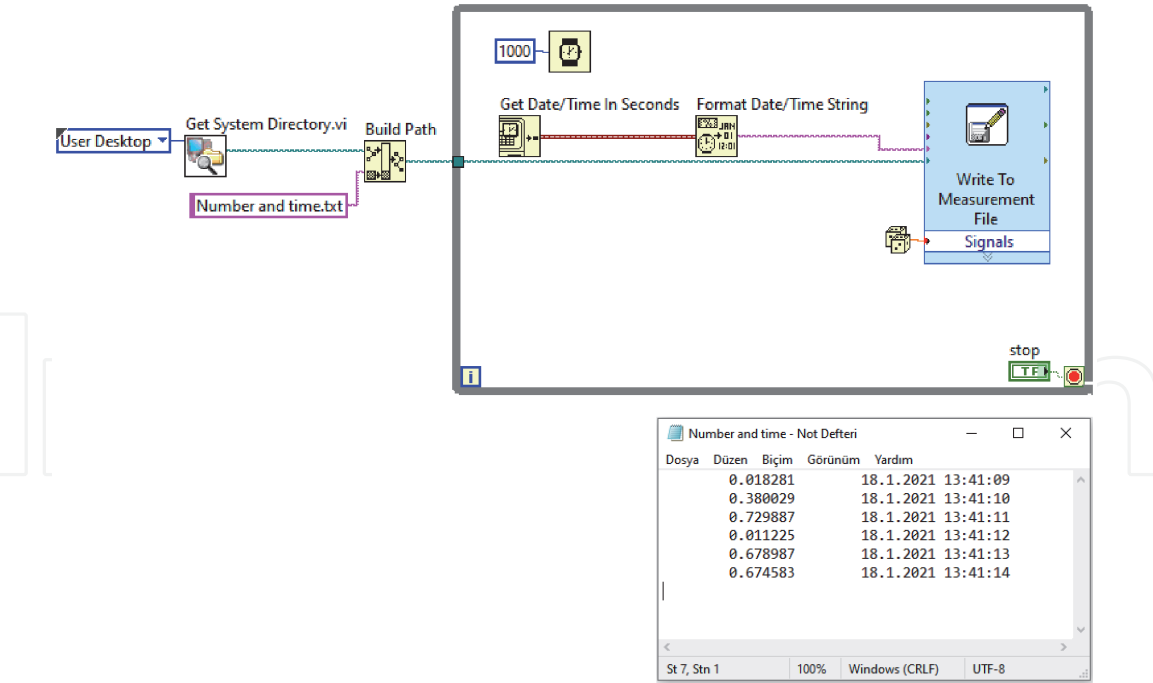 1000
Get Date/Time In Seconds
Format Date/Time String
JAN
01
12:01
User Desktop
Get System Directory.vi
Build Path
Number and time.txt
Write To
Measurement
File
Signals
i
stop
TF
Number and time - Not Defteri
Dosya Düzen Biçim Görünüm Yardım
0.018281 18.1.2021 13:41:09
0.380029 18.1.2021 13:41:10
0.729887 18.1.2021 13:41:11
0.011225 18.1.2021 13:41:12
0.678987 18.1.2021 13:41:13
0.674583 18.1.2021 13:41:14
St 7, Stn 1 100% Windows (CRLF) UTF-8